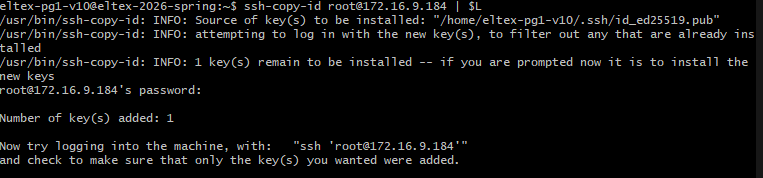 eltex-pg1-v10@eltex-2026-spring:~$ ssh-copy-id root@172.16.9.184 | $L
/usr/bin/ssh-copy-id: INFO: Source of key(s) to be installed: "/home/eltex-pg1-v10/.ssh/id_ed25519.pub"
/usr/bin/ssh-copy-id: INFO: attempting to log in with the new key(s), to filter out any that are already ins
talled
/usr/bin/ssh-copy-id: INFO: 1 key(s) remain to be installed -- if you are prompted now it is to install the
new keys
root@172.16.9.184's password:
Number of key(s) added: 1
Now try logging into the machine, with:   "ssh 'root@172.16.9.184'"
and check to make sure that only the key(s) you wanted were added.